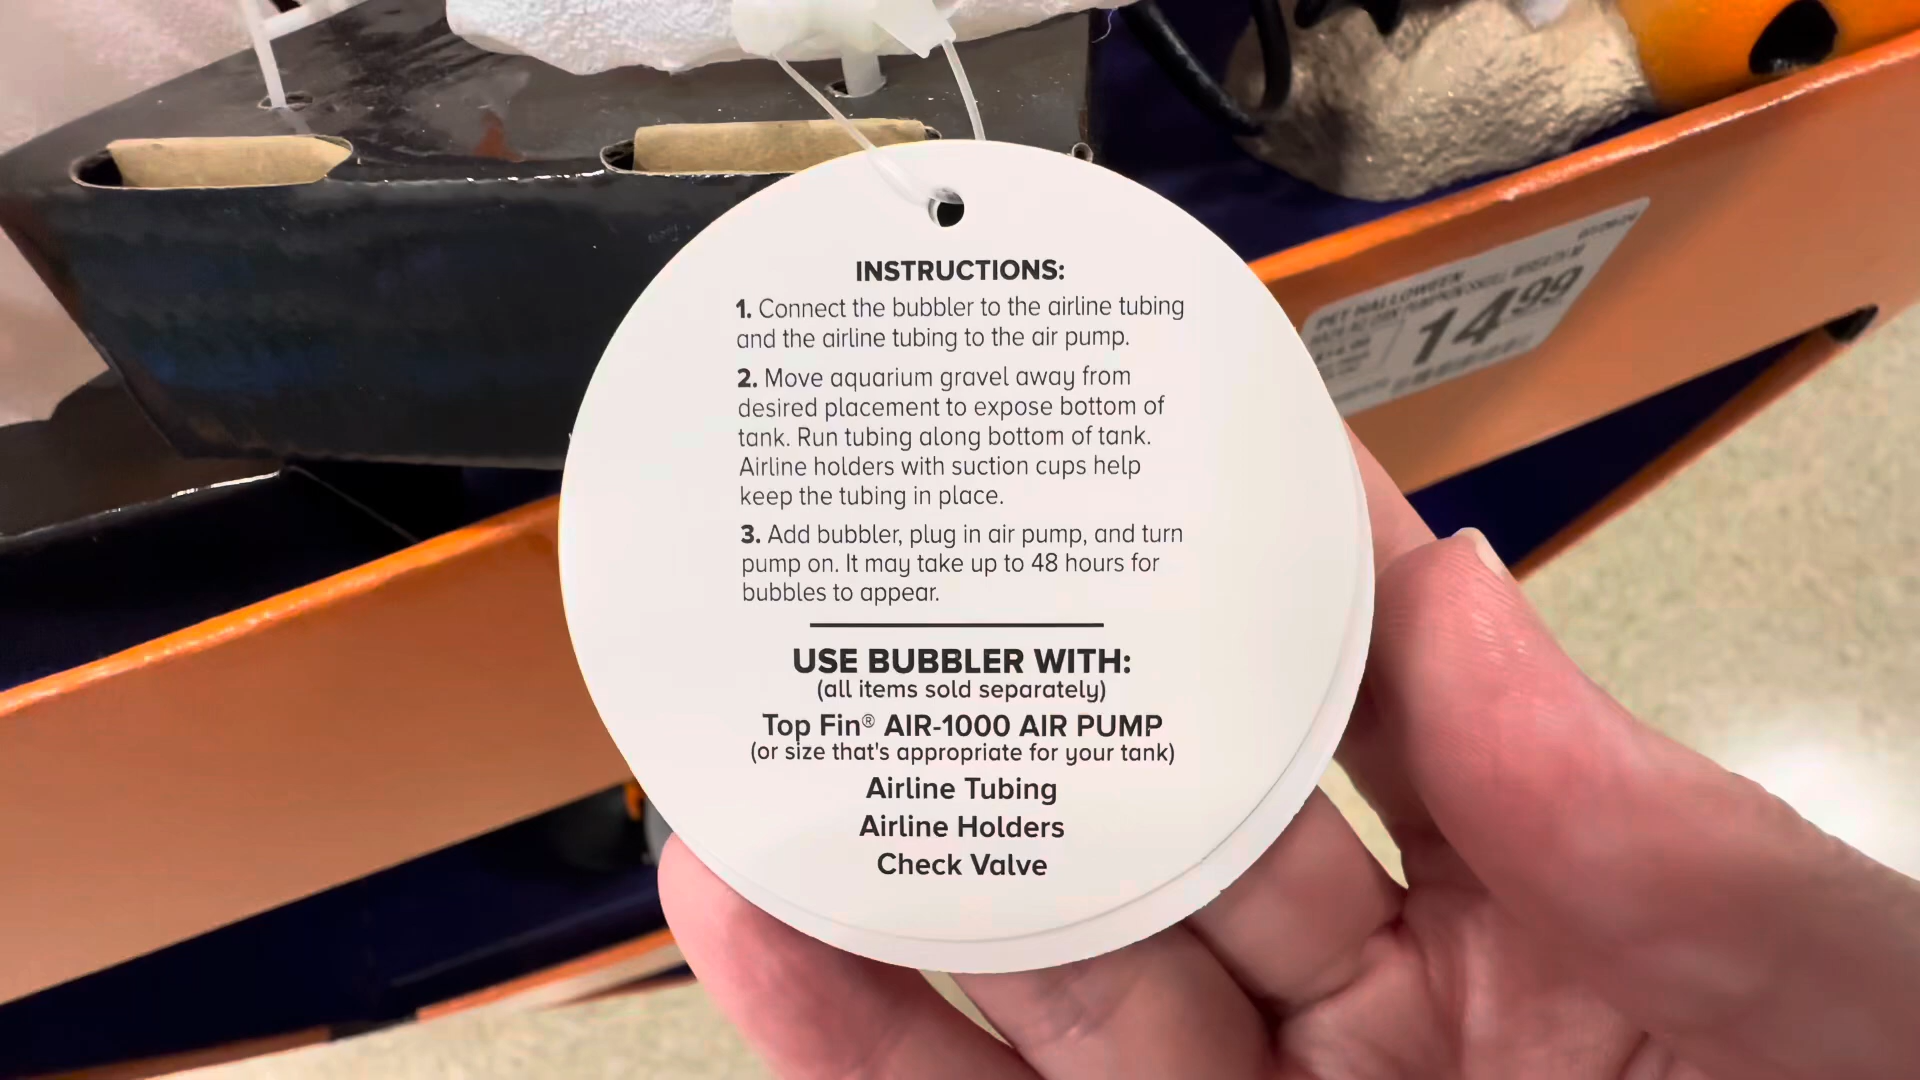 INSTRUCTIONS:
1. Connect the bubbler to the airline tubing
and the airline tubing to the air pump.
2. Move aquarium gravel away from
desired placement to expose bottom of
tank. Run tubing along bottom of tank.
Airline holders with suction cups help
keep the tubing in place.
3. Add bubbler, plug in air pump, and turn
pump on. It may take up to 48 hours for
bubbles to appear.
USE BUBBLER WITH:
(all items sold separately)
Top Fin® AIR-1000 AIR PUMP
(or size that's appropriate for your tank)
Airline Tubing
Airline Holders
Check Valve
PET HALLOWEEN
14 99